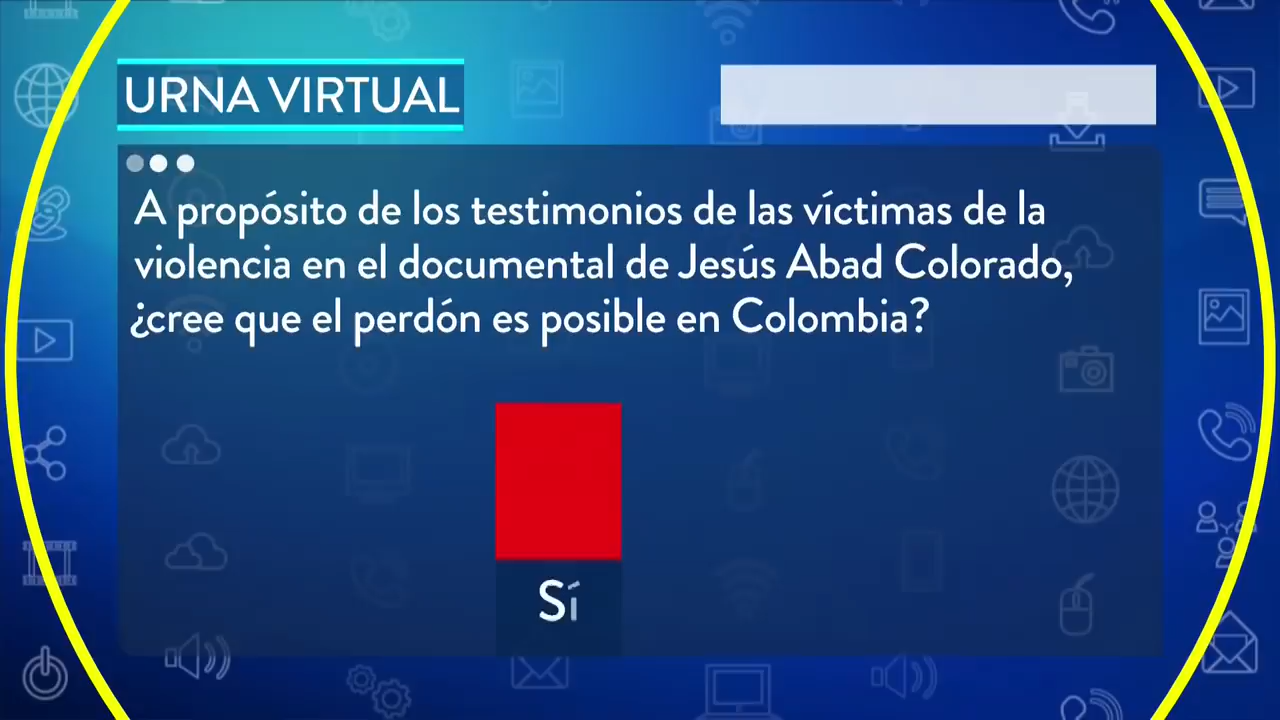 URNA VIRTUAL
A propósito de los testimonios de las víctimas de la
violencia en el documental de Jesús Abad Colorado,
¿cree que el perdón es posible en Colombia?
Sí